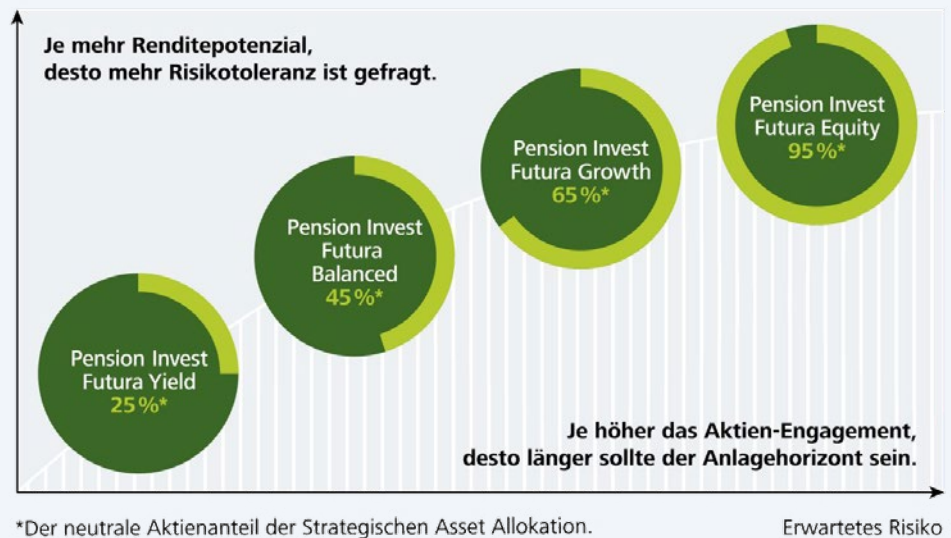 Je mehr Renditepotenzial,
desto mehr Risikotoleranz ist gefragt.
Pension Invest
Futura Equity
95%*
Pension Invest
Futura Growth
65%*
Pension Invest
Futura
Balanced
45%*
Pension Invest
Futura Yield
25%*
Je höher das Aktien-Engagement,
desto länger sollte der Anlagehorizont sein.
*Der neutrale Aktienanteil der Strategischen Asset Allokation.
Erwartetes Risiko